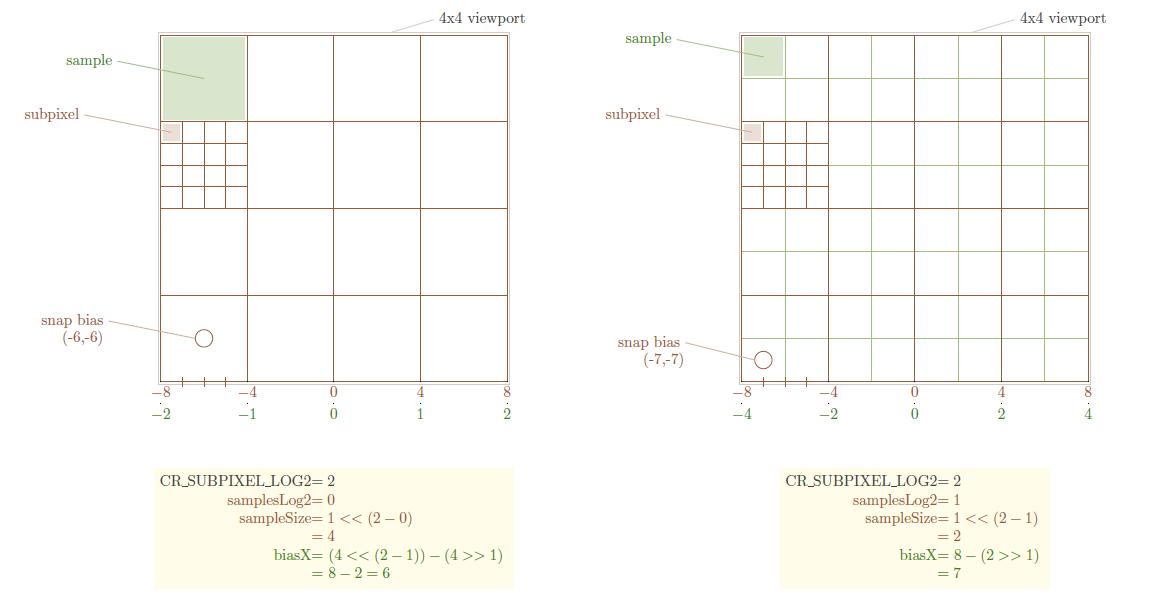 4x4 viewport
sample
subpixel
snap bias
(-6,-6)
−8 −4 0 4 8
−2 −1 0 1 2
CR_SUBPIXEL_LOG2= 2
samplesLog2= 0
sampleSize= 1 << (2 − 0)
= 4
biasX= (4 << (2 − 1)) − (4 >> 1)
= 8 − 2 = 6
4x4 viewport
sample
subpixel
snap bias
(-7,-7)
−8 −4 0 4 8
−4 −2 0 2 4
CR_SUBPIXEL_LOG2= 2
samplesLog2= 1
sampleSize= 1 << (2 − 1)
= 2
biasX= 8 − (2 >> 1)
= 7